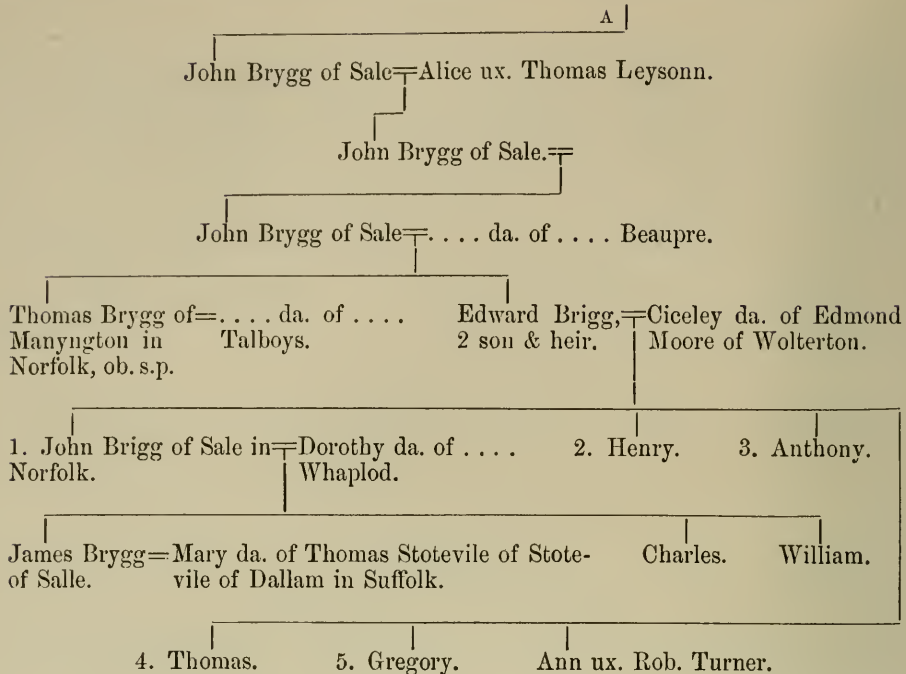 A
John Brygg of Sale=Alice ux. Thomas Leysonn.
John Brygg of Sale.=
John Brygg of Sale=. . . . da. of . . . . Beaupre.
Thomas Brygg of=. . . . da. of . . . . Edward Brigg,=Ciceley da. of Edmond
Manyngton in Talboys. 2 son & heir. Moore of Wolterton.
Norfolk, ob. s.p.
1. John Brigg of Sale in=Dorothy da. of . . . . 2. Henry. 3. Anthony.
Norfolk. Whaplod.
James Brygg=Mary da. of Thomas Stotevile of Stote- Charles. William.
of Salle. vile of Dallam in Suffolk.
4. Thomas. 5. Gregory. Ann ux. Rob. Turner.